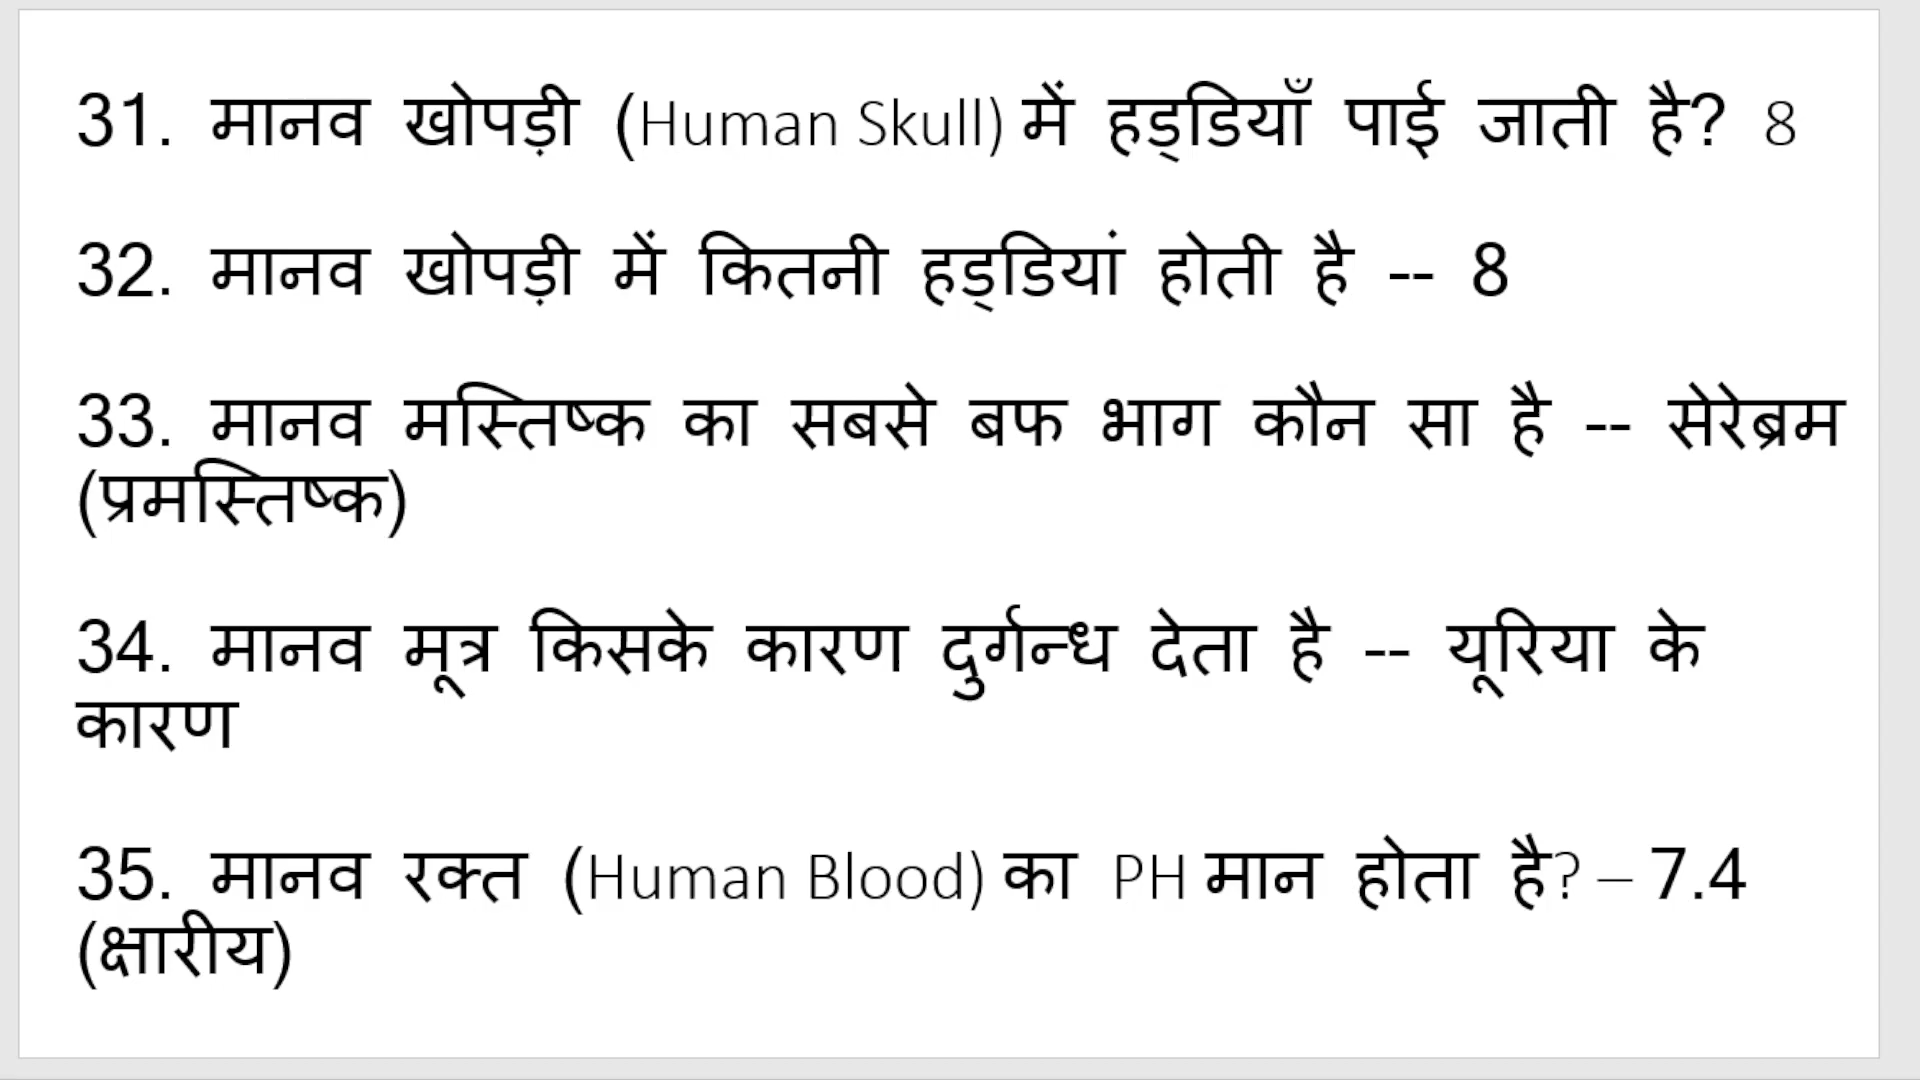 31. मानव खोपड़ी (Human Skull) में हड्डियाँ पाई जाती है? 8
32. मानव खोपड़ी में कितनी हड्डियां होती है -- 8
33. मानव मस्तिष्क का सबसे बफ भाग कौन सा है -- सेरेब्रम
(प्रमस्तिष्क)
34. मानव मूत्र किसके कारण दुर्गन्ध देता है -- यूरिया के
कारण
35. मानव रक्त (Human Blood) का PH मान होता है? – 7.4
(क्षारीय)